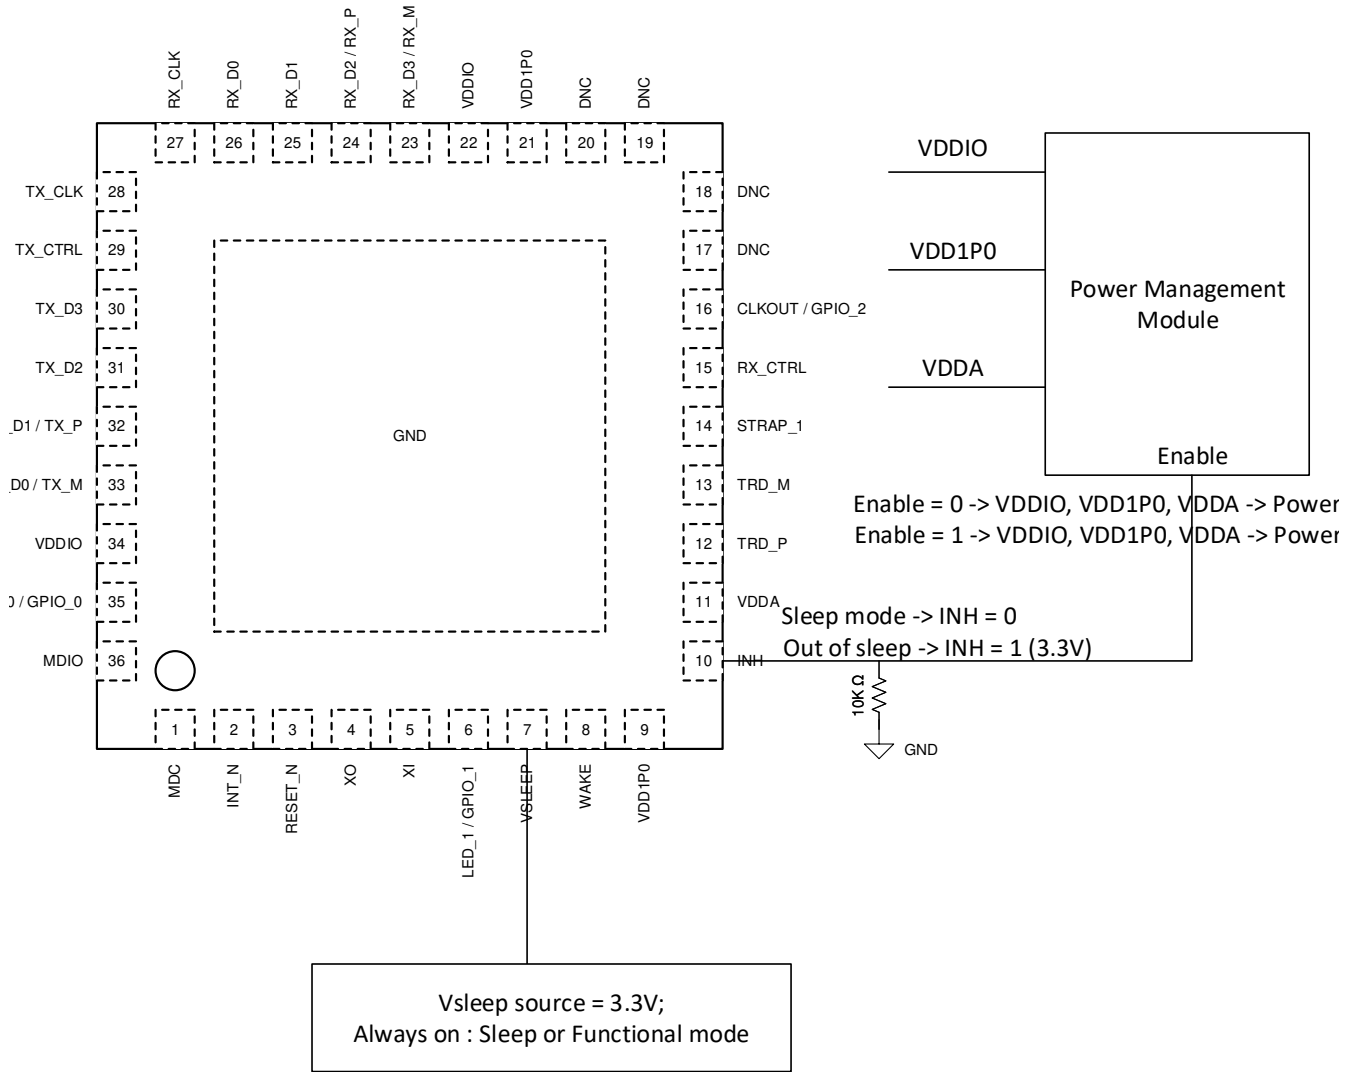 RX_CLK
RX_D0
RX_D1
RX_D2 / RX_P
RX_D3 / RX_M
VDDIO
VDD1P0
DNC
DNC
27
26
25
24
23
22
21
20
19
TX_CLK
28
TX_CTRL
29
TX_D3
30
TX_D2
31
_D1 / TX_P
32
_D0 / TX_M
33
VDDIO
34
0 / GPIO_0
35
MDIO
36
GND
18
DNC
17
DNC
16
CLKOUT / GPIO_2
15
RX_CTRL
14
STRAP_1
13
TRD_M
12
TRD_P
11
VDDA
10
INH
1
2
3
4
5
6
7
8
9
MDC
INT_N
RESET_N
XO
XI
LED_1 / GPIO_1
VSLEEP
WAKE
VDD1P0
VDDIO
VDD1P0
VDDA
Power Management
Module
Enable
Enable = 0 -> VDDIO, VDD1P0, VDDA -> Power
Enable = 1 -> VDDIO, VDD1P0, VDDA -> Power
Sleep mode -> INH = 0
Out of sleep -> INH = 1 (3.3V)
10K Ω
GND
Vsleep source = 3.3V;
Always on : Sleep or Functional mode